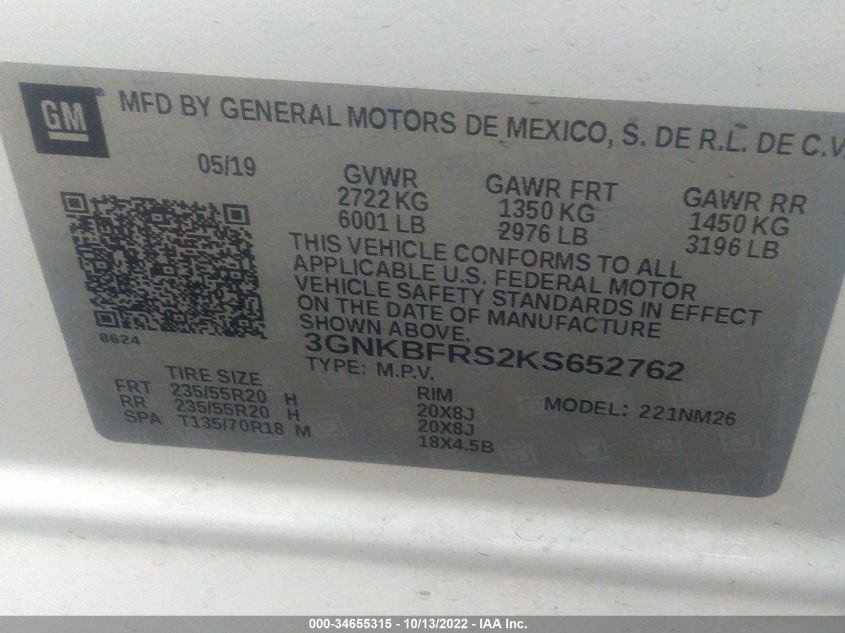 GM
MFD BY GENERAL MOTORS DE MEXICO, S. DE R.L. DE C.V.
05/19
GVWR GAWR FRT GAWR RR
2722 KG 1350 KG 1450 KG
6001 LB 2976 LB 3196 LB
THIS VEHICLE CONFORMS TO ALL
APPLICABLE U.S. FEDERAL MOTOR
VEHICLE SAFETY STANDARDS IN EFFECT
ON THE DATE OF MANUFACTURE
SHOWN ABOVE.
8624
3GNKBFRS2KS652762
TYPE: M.P.V.
TIRE SIZE RIM MODEL: 221NM26
FRT 235/55R20 H 20X8J
RR 235/55R20 H 20X8J
SPA T135/70R18 M 18X4.5B
000-34655315 - 10/13/2022 - IAA Inc.